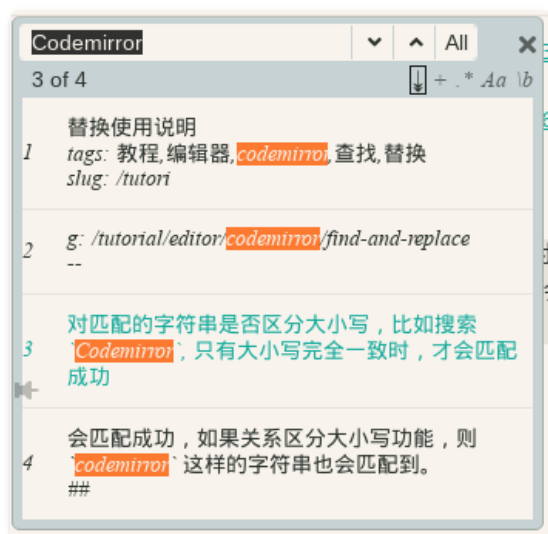 Codemirror All
3 of 4 + .* Aa \b
1
替换使用说明
tags: 教程,编辑器,codemirror,查找,替换
slug: /tutori
2
g: /tutorial/editor/codemirror/find-and-replace
--
3
对匹配的字符串是否区分大小写，比如搜索
`Codemirror`, 只有大小写完全一致时，才会匹配
成功
4
会匹配成功，如果关系区分大小写功能，则
`codemirror` 这样的字符串也会匹配到。
##